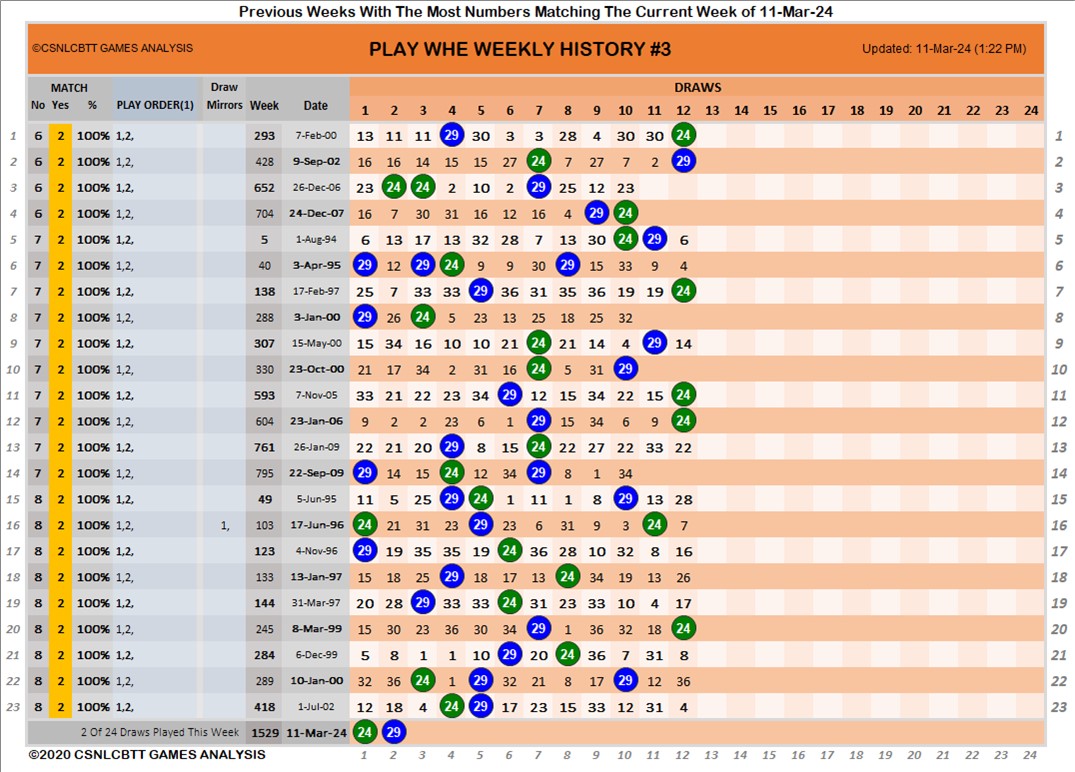 Previous Weeks With The Most Numbers Matching The Current Week of 11-Mar-24
©CSNLCBTT GAMES ANALYSIS PLAY WHE WEEKLY HISTORY #3 Updated: 11-Mar-24 (1:22 PM)
MATCH Draw DRAWS
No Yes % PLAY ORDER(1) Mirrors Week Date 1 2 3 4 5 6 7 8 9 10 11 12 13 14 15 16 17 18 19 20 21 22 23 24
1 6 2 100% 1,2, 293 7-Feb-00 13 11 11 29 30 3 3 28 4 30 30 24 1
2 6 2 100% 1,2, 428 9-Sep-02 16 16 14 15 15 27 24 7 27 7 2 29 2
3 6 2 100% 1,2, 652 26-Dec-06 23 24 24 2 10 2 29 25 12 23 3
4 6 2 100% 1,2, 704 24-Dec-07 16 7 30 31 16 12 16 4 29 24 4
5 7 2 100% 1,2, 5 1-Aug-94 6 13 17 13 32 28 7 13 30 24 29 6 5
6 7 2 100% 1,2, 40 3-Apr-95 29 12 29 24 9 9 30 29 15 33 9 4 6
7 7 2 100% 1,2, 138 17-Feb-97 25 7 33 33 29 36 31 35 36 19 19 24 7
8 7 2 100% 1,2, 288 3-Jan-00 29 26 24 5 23 13 25 18 25 32 8
9 7 2 100% 1,2, 307 15-May-00 15 34 16 10 10 21 24 21 14 4 29 14 9
10 7 2 100% 1,2, 330 23-Oct-00 21 17 34 2 31 16 24 5 31 29 10
11 7 2 100% 1,2, 593 7-Nov-05 33 21 22 23 34 29 12 15 34 22 15 24 11
12 7 2 100% 1,2, 604 23-Jan-06 9 2 2 23 6 1 29 15 34 6 9 24 12
13 7 2 100% 1,2, 761 26-Jan-09 22 21 20 29 8 15 24 22 27 22 33 22 13
14 7 2 100% 1,2, 795 22-Sep-09 29 14 15 24 12 34 29 8 1 34 14
15 8 2 100% 1,2, 49 5-Jun-95 11 5 25 29 24 1 11 1 8 29 13 28 15
16 8 2 100% 1,2, 1, 103 17-Jun-96 24 21 31 23 29 23 6 31 9 3 24 7 16
17 8 2 100% 1,2, 123 4-Nov-96 29 19 35 35 19 24 36 28 10 32 8 16 17
18 8 2 100% 1,2, 133 13-Jan-97 15 18 25 29 18 17 13 24 34 19 13 26 18
19 8 2 100% 1,2, 144 31-Mar-97 20 28 29 33 33 24 31 23 33 10 4 17 19
20 8 2 100% 1,2, 245 8-Mar-99 15 30 23 36 30 34 29 1 36 32 18 24 20
21 8 2 100% 1,2, 284 6-Dec-99 5 8 1 1 10 29 20 24 36 7 31 8 21
22 8 2 100% 1,2, 289 10-Jan-00 32 36 24 1 29 32 21 8 17 29 12 36 22
23 8 2 100% 1,2, 418 1-Jul-02 12 18 4 24 29 17 23 15 33 12 31 4 23
2 Of 24 Draws Played This Week 1529 11-Mar-24 24 29
©2020 CSNLCBTT GAMES ANALYSIS 1 2 3 4 5 6 7 8 9 10 11 12 13 14 15 16 17 18 19 20 21 22 23 24